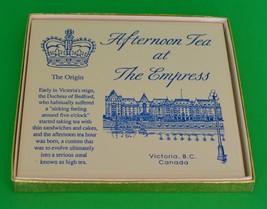 Afternoon Tea
at
The Empress
The Origin
Early in Victoria's reign,
the Duchess of Bedford,
who habitually suffered
a "sinking feeling
around five o'clock"
started taking tea with
thin sandwiches and cakes,
and the afternoon tea hour
was born, a custom that
was to evolve ultimately
into a serious meal
known as high tea.
Victoria, B.C.
Canada